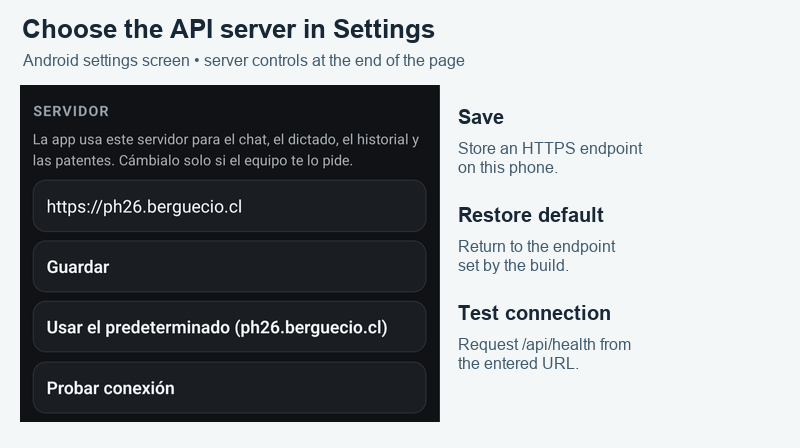 Choose the API server in Settings
Android settings screen • server controls at the end of the page
SERVIDOR
La app usa este servidor para el chat, el dictado, el historial y
las patentes. Cámbialo solo si el equipo te lo pide.
https://ph26.berguecio.cl
Guardar
Usar el predeterminado (ph26.berguecio.cl)
Probar conexión
Save
Store an HTTPS endpoint
on this phone.
Restore default
Return to the endpoint
set by the build.
Test connection
Request /api/health from
the entered URL.